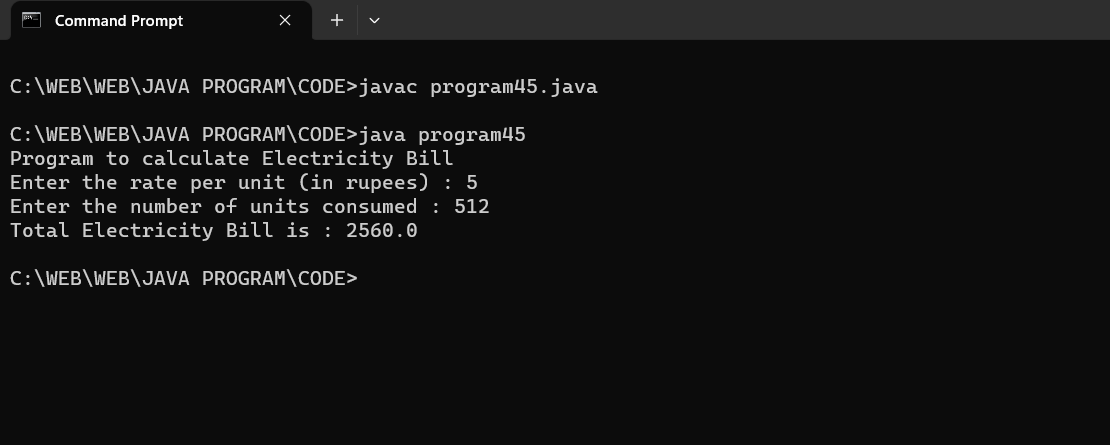 Command Prompt
C:\WEB\WEB\JAVA PROGRAM\CODE>javac program45.java
C:\WEB\WEB\JAVA PROGRAM\CODE>java program45
Program to calculate Electricity Bill
Enter the rate per unit (in rupees) : 5
Enter the number of units consumed : 512
Total Electricity Bill is : 2560.0
C:\WEB\WEB\JAVA PROGRAM\CODE>